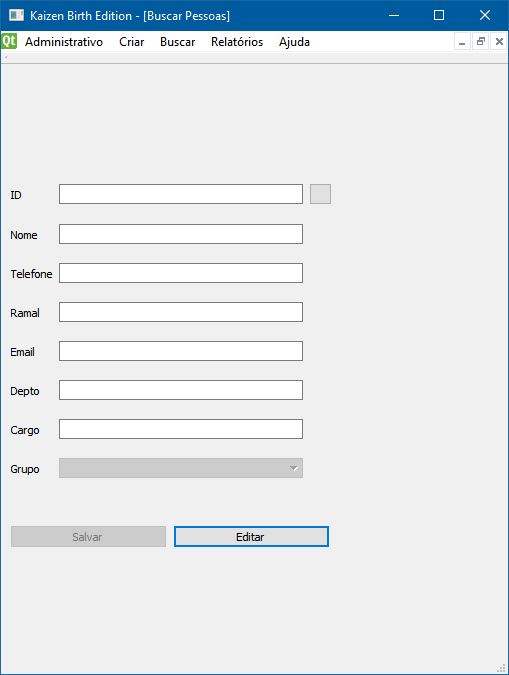 Kaizen Birth Edition - [Buscar Pessoas]
Qt Administrativo Criar Buscar Relatórios Ajuda
ID
Nome
Telefone
Ramal
Email
Depto
Cargo
Grupo
Salvar Editar